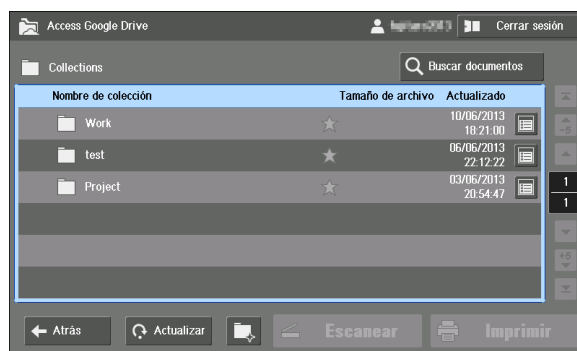 Access Google Drive
Cerrar sesión
Collections
Buscar documentos
Nombre de colección Tamaño de archivo Actualizado
Work 10/06/2013
18:21:00
test 06/06/2013
22:12:22
Project 03/06/2013
20:54:47
-5
1
1
+5
Atrás Actualizar Escanear Imprimir